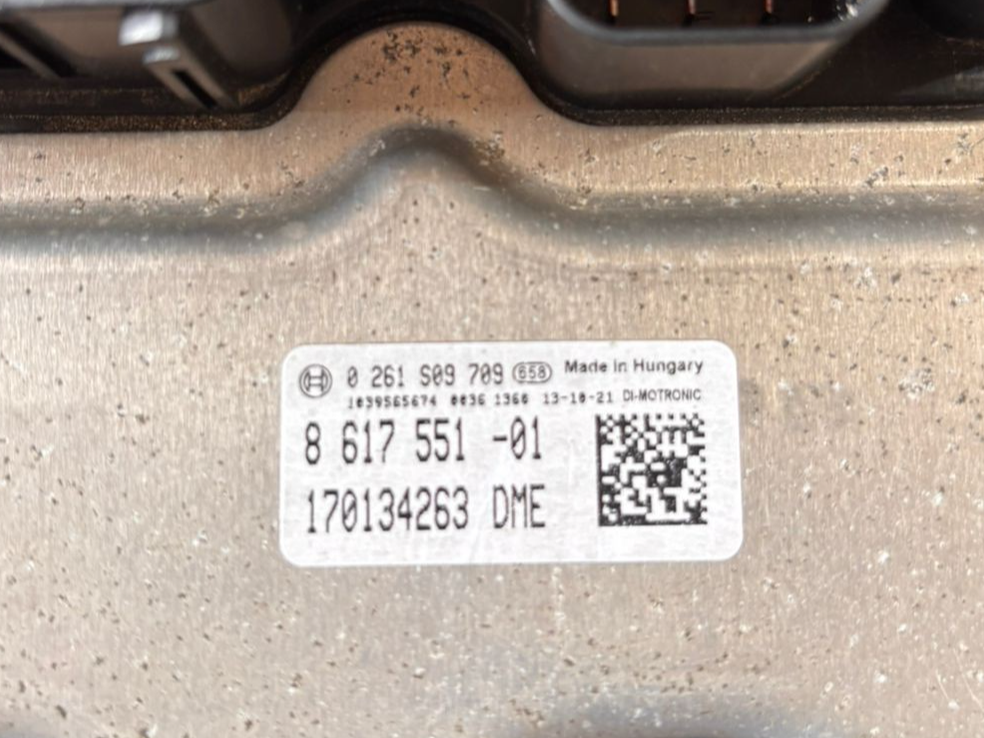 0 261 S09 709 658 Made in Hungary
1039S65674 0036 1360 13-10-21 DI-MOTRONIC
8 617 551 -01
170134263 DME